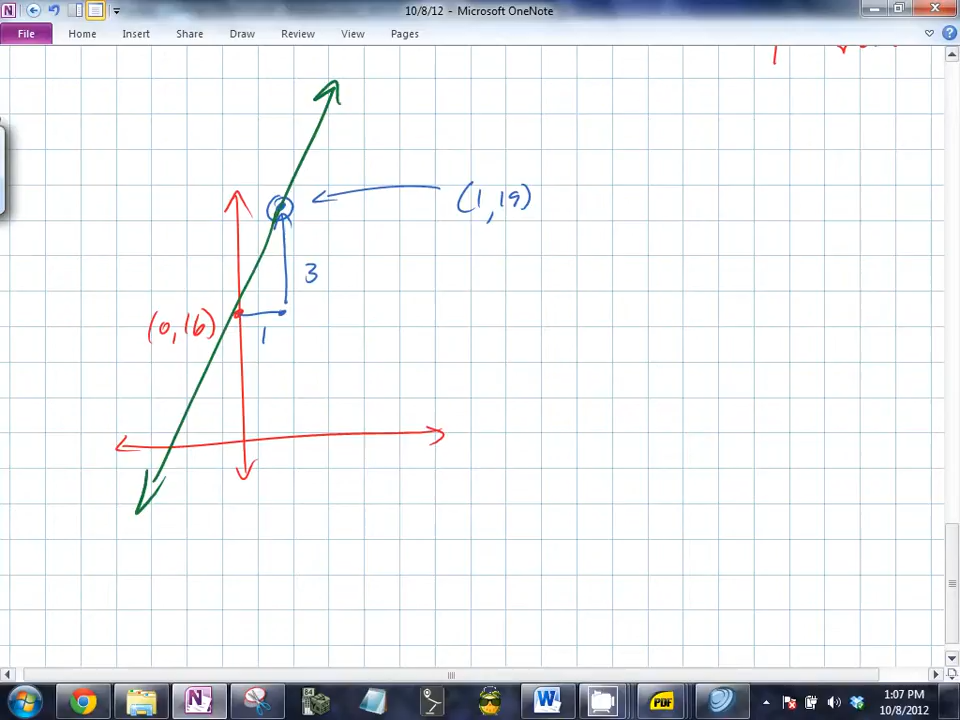 10/8/12 - Microsoft OneNote
File Home Insert Share Draw Review View Pages
(1,19)
3
(0,16)
1
W
PDF
1:07 PM
10/8/2012